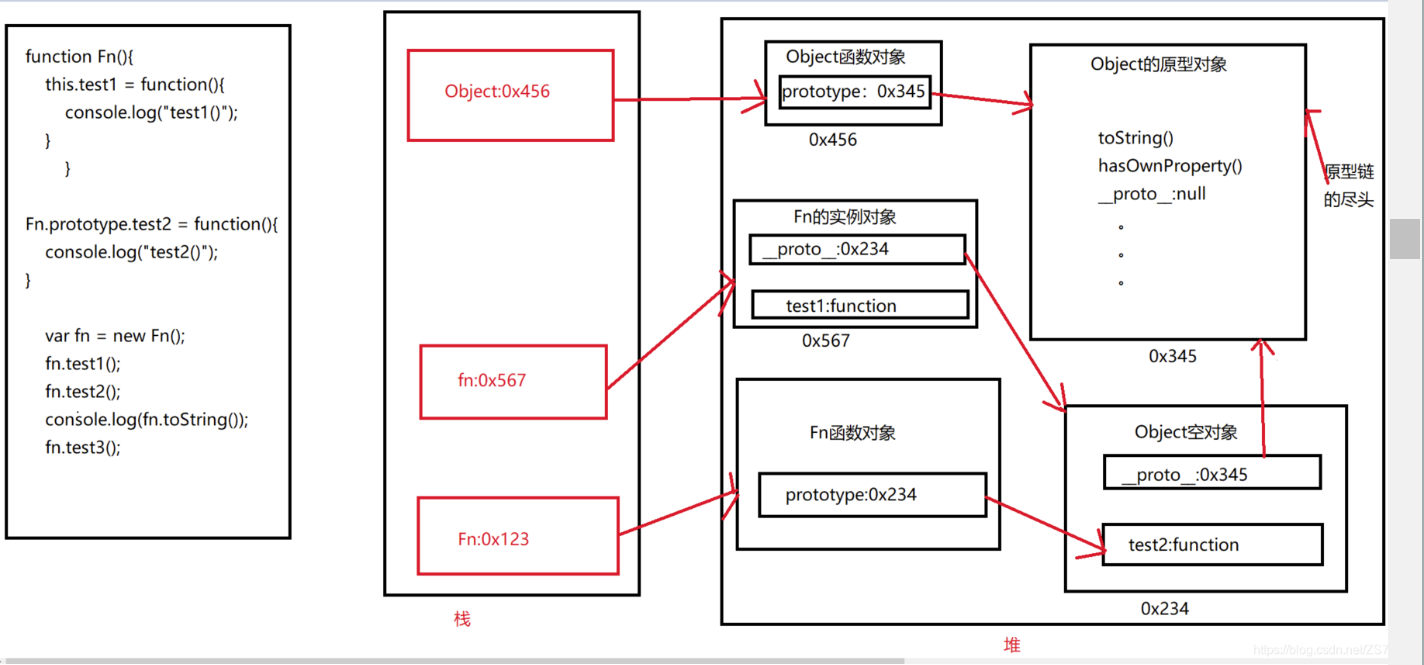 function Fn(){
this.test1 = function(){
console.log("test1()");
}
}
Fn.prototype.test2 = function(){
console.log("test2()");
}
var fn = new Fn();
fn.test1();
fn.test2();
console.log(fn.toString());
fn.test3();
Object:0x456
fn:0x567
Fn:0x123
栈
Object函数对象
prototype：0x345
0x456
Fn的实例对象
__proto__:0x234
test1:function
0x567
Fn函数对象
prototype:0x234
Object的原型对象
toString()
hasOwnProperty()
__proto__:null
。
。
。
0x345
原型链
的尽头
Object空对象
__proto__:0x345
test2:function
0x234
堆
https://blog.csdn.net/ZS7